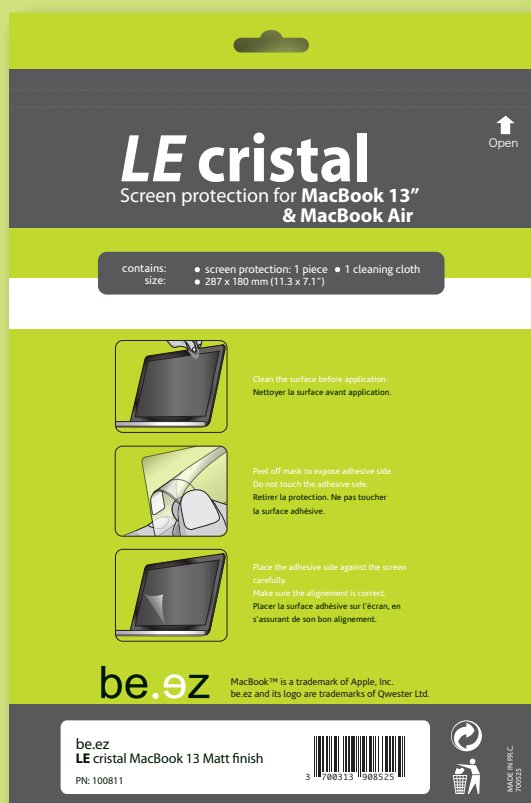 Open
LE cristal
Screen protection for MacBook 13”
& MacBook Air
contains: • screen protection: 1 piece • 1 cleaning cloth
size: • 287 x 180 mm (11.3 x 7.1”)
Clean the surface before application.
Nettoyer la surface avant application.
Peel off mask to expose adhesive side.
Do not touch the adhesive side.
Retirer la protection. Ne pas toucher
la surface adhésive.
Place the adhesive side against the screen
carefully.
Make sure the alignement is correct.
Placer la surface adhésive sur l'écran, en
s'assurant de son bon alignement.
be.ez
MacBook™ is a trademark of Apple, Inc.
be.ez and its logo are trademarks of Qwester Ltd.
be.ez
LE cristal MacBook 13 Matt finish
PN: 100811
3 700313 908525
MADE IN P.R.C.
700525